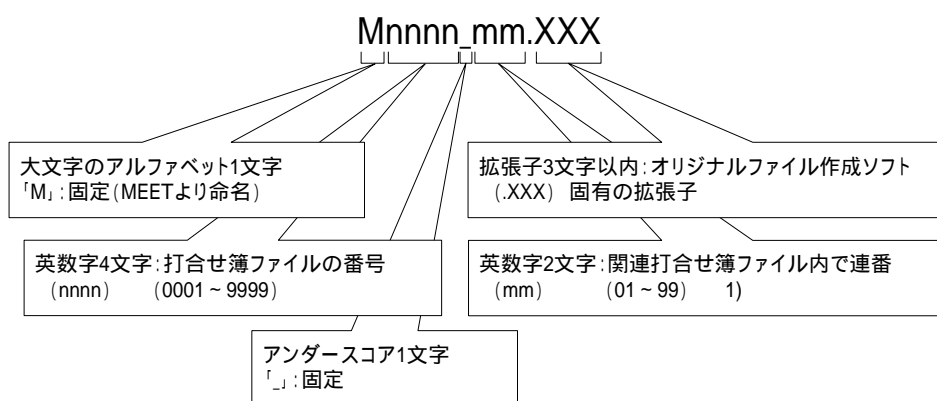 Mnnnn_mm.XXX
大文字のアルファベット1文字
「M」:固定(MEETより命名)
拡張子3文字以内:オリジナルファイル作成ソフト
(.XXX) 固有の拡張子
英数字4文字:打合せ簿ファイルの番号
(nnnn) (0001~9999)
英数字2文字:関連打合せ簿ファイル内で連番
(mm) (01~99) 1)
アンダースコア1文字
「_」:固定